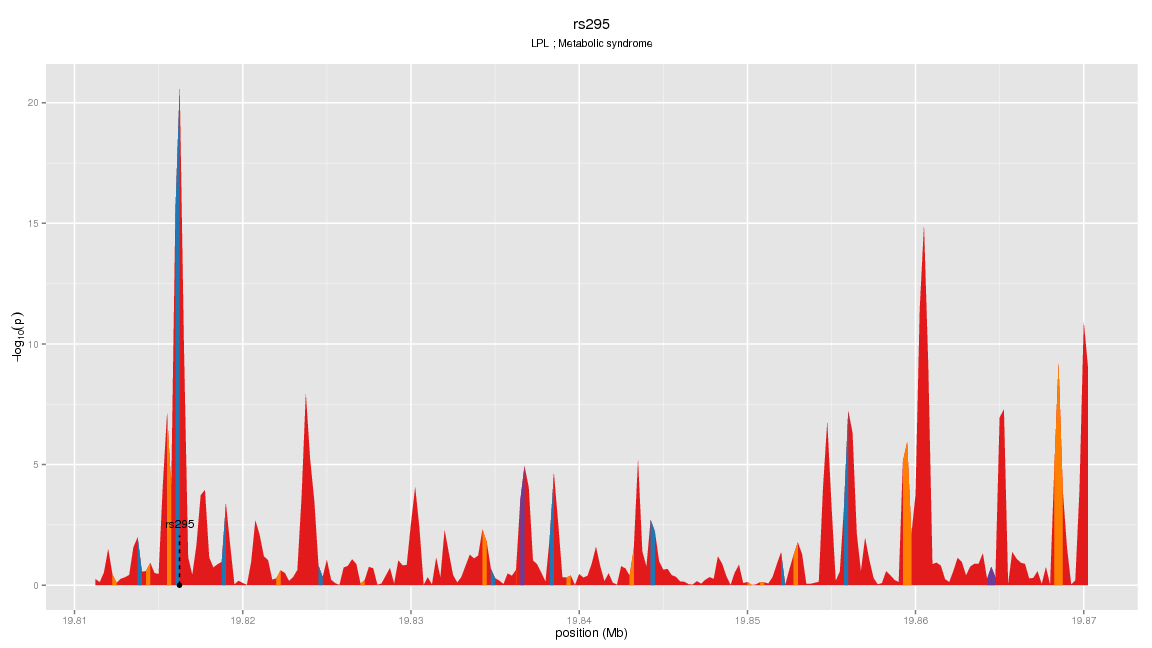 rs295
LPL ; Metabolic syndrome
20
15
10
5
0
−log10(p)
rs295
19.81 19.82 19.83 19.84 19.85 19.86 19.87
position (Mb)